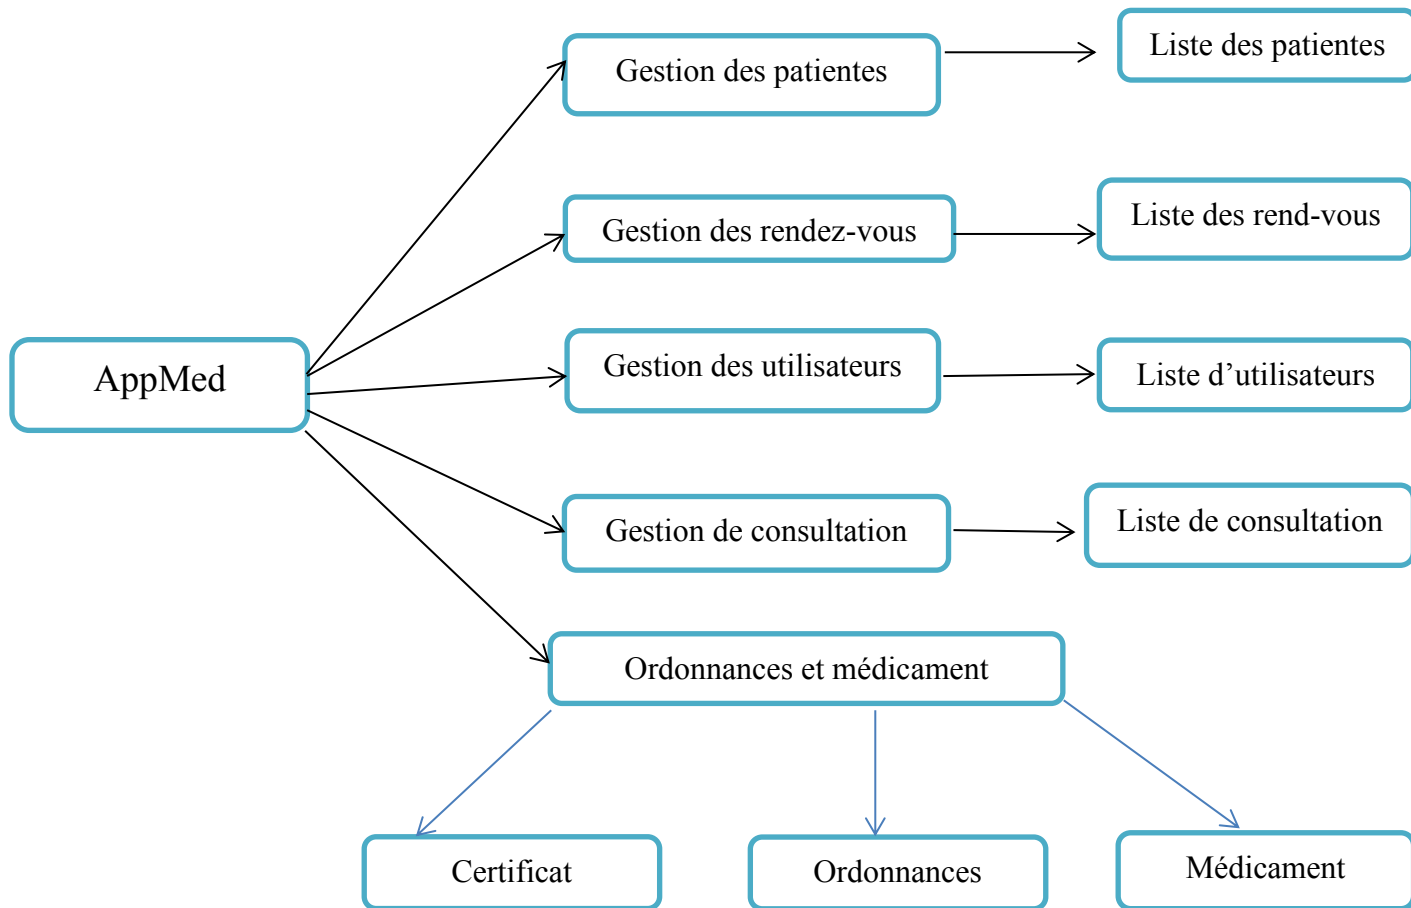 Liste des patientes
Gestion des patientes
Liste des rend-vous
Gestion des rendez-vous
AppMed
Gestion des utilisateurs
Liste d’utilisateurs
Gestion de consultation
Liste de consultation
Ordonnances et médicament
Certificat
Ordonnances
Médicament